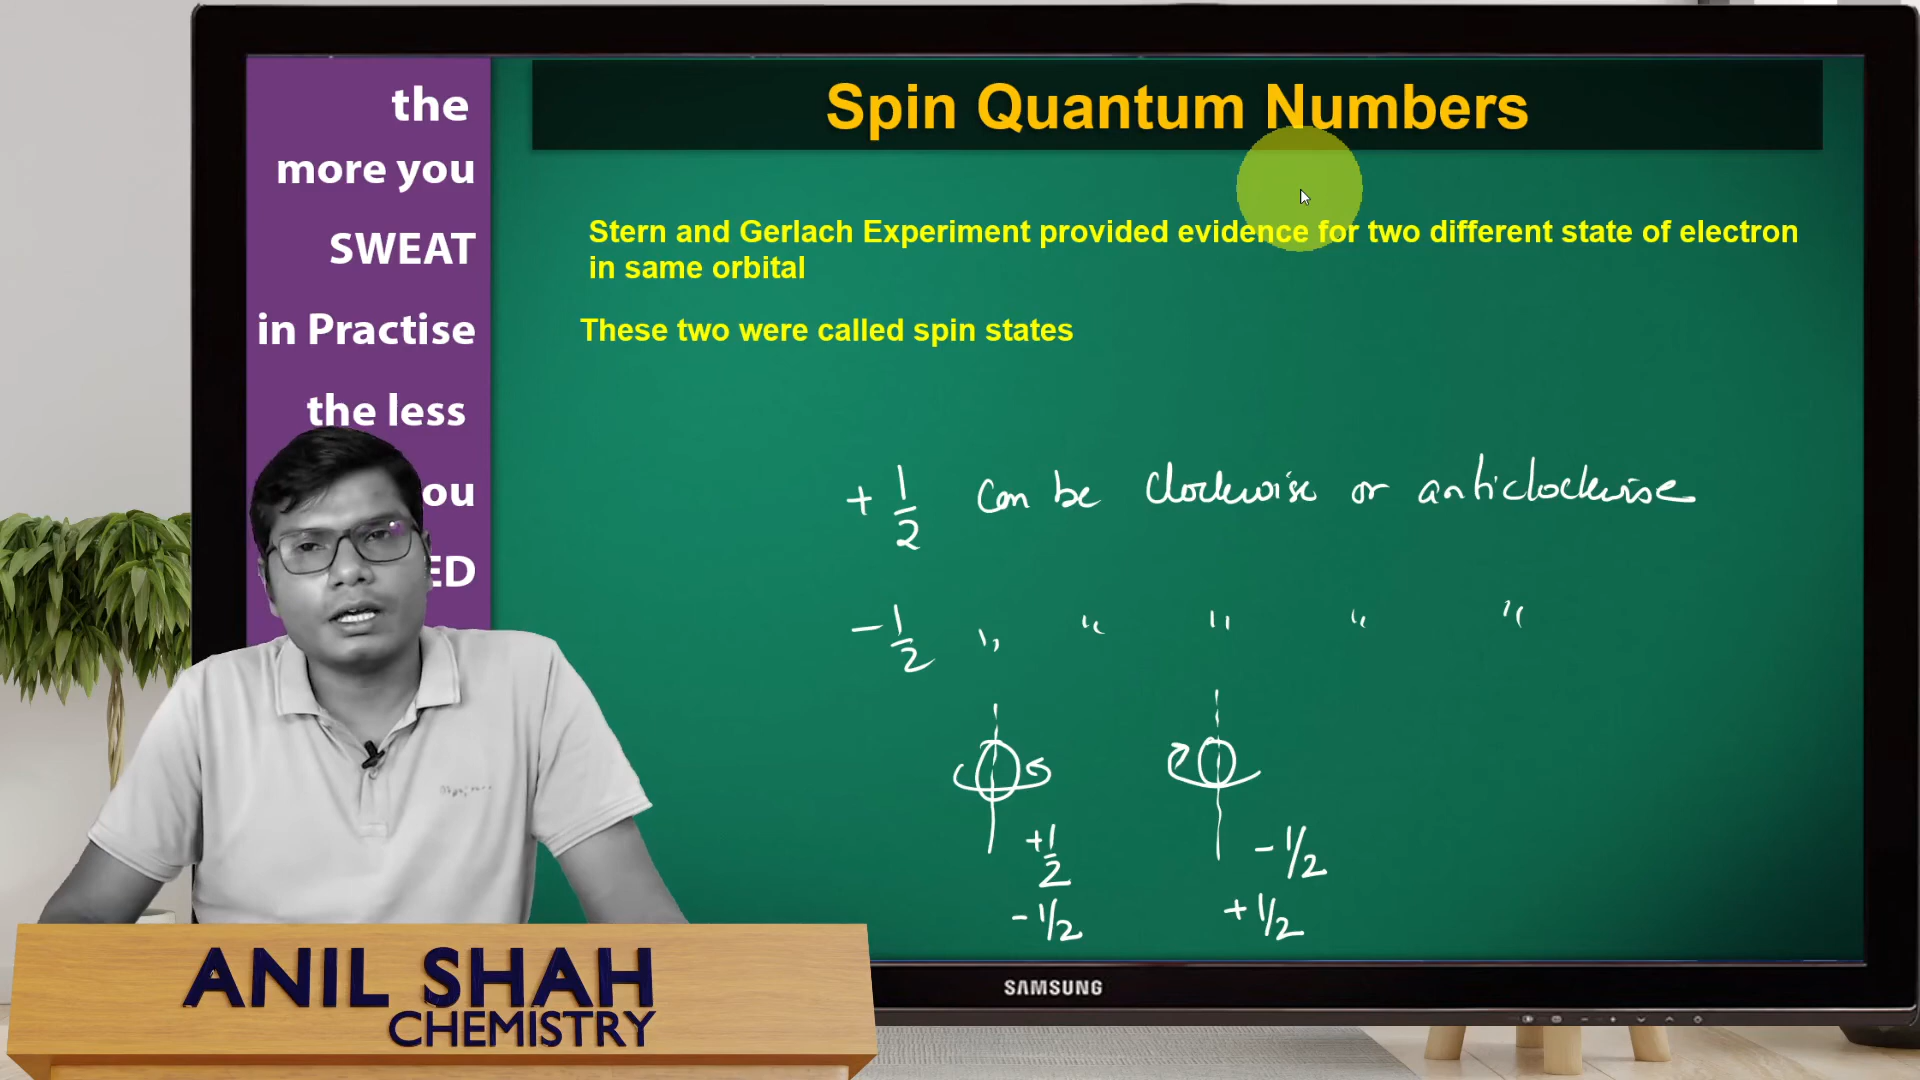 the
more you
SWEAT
in Practise
the less
ou
ED
Spin Quantum Numbers
Stern and Gerlach Experiment provided evidence for two different state of electron
in same orbital
These two were called spin states
+ 1/2 can be clockwise or anticlockwise
- 1/2 " " " " "
+1/2
-1/2
-1/2
+1/2
ANIL SHAH
CHEMISTRY
SAMSUNG